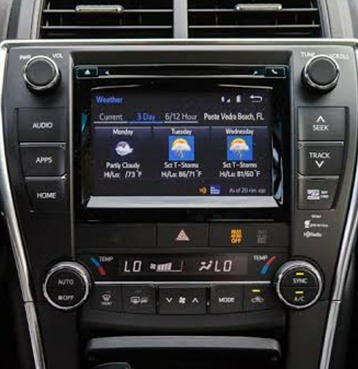 PWR VOL
TUNE SCROLL
Weather
Current 3 Day 6/12 Hour Ponte Vedra Beach, FL
Monday Tuesday Wednesday
Partly Cloudy Sct T-Storms Sct T-Storms
Hi/Lo: /73°F Hi/Lo: 86/71°F Hi/Lo: 81/60°F
As of 20 min. ago
AUDIO
APPS
HOME
SEEK
TRACK
HD Radio
PASS AIR BAG OFF
TEMP LO LO TEMP
AUTO
OFF
FRONT
MODE
SYNC
A/C